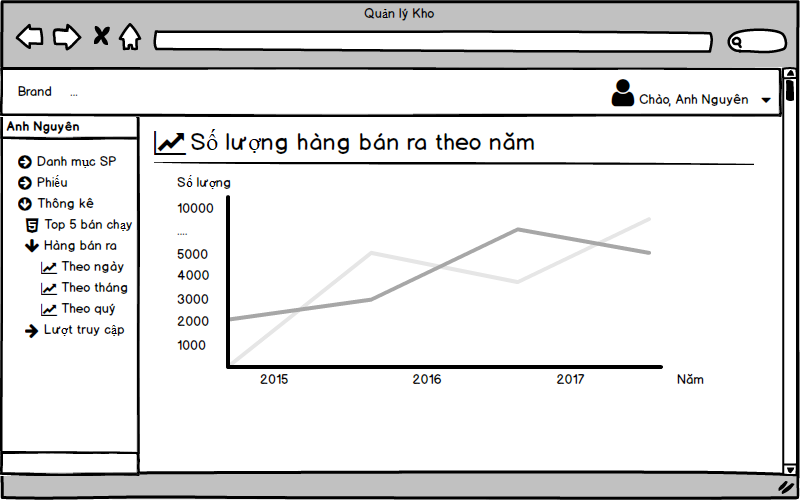 Quản lý Kho
Brand ...
Chào, Anh Nguyên
Anh Nguyên
Danh mục SP
Phiếu
Thông kê
Top 5 bán chạy
Hàng bán ra
Theo ngày
Theo tháng
Theo quý
Lượt truy cập
Số lượng hàng bán ra theo năm
Số lượng
10000
....
5000
4000
3000
2000
1000
2015 2016 2017 Năm